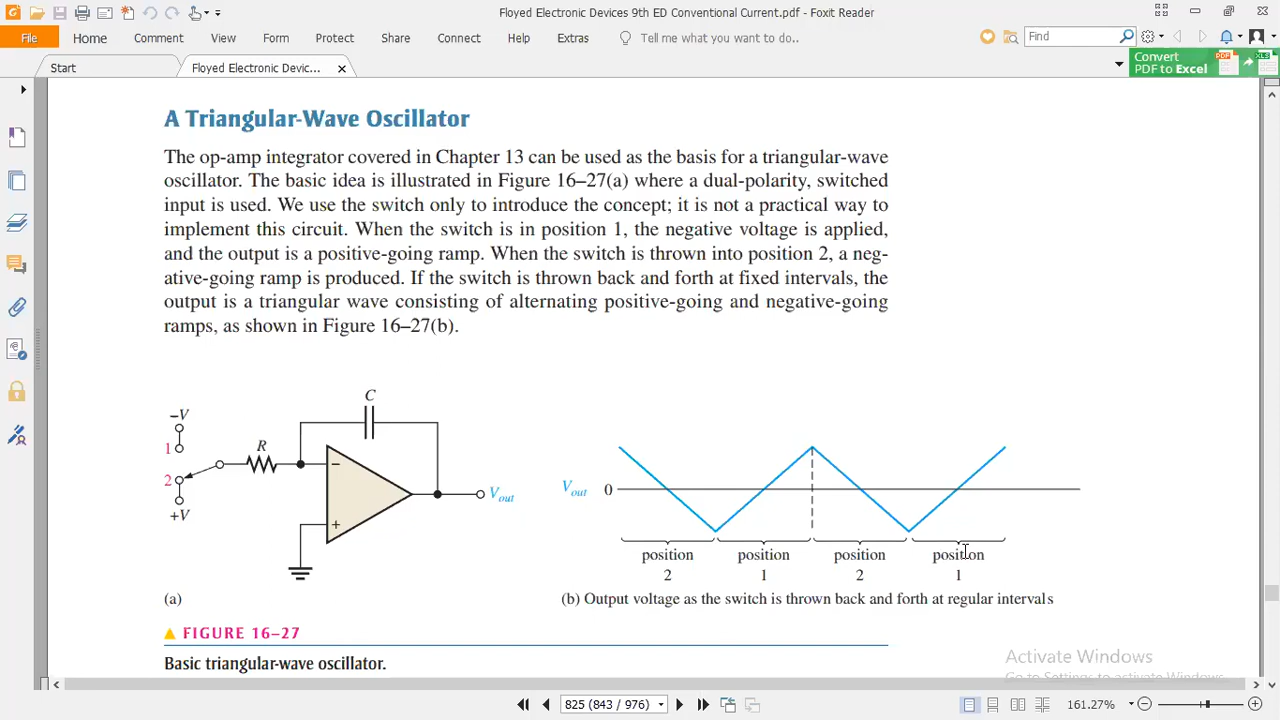 Floyed Electronic Devices 9th ED Conventional Current.pdf - Foxit Reader
File Home Comment View Form Protect Share Connect Help Extras Tell me what you want to do.. Find
Start Floyed Electronic Devic... Convert
PDF to Excel
A Triangular-Wave Oscillator
The op-amp integrator covered in Chapter 13 can be used as the basis for a triangular-wave
oscillator. The basic idea is illustrated in Figure 16–27(a) where a dual-polarity, switched
input is used. We use the switch only to introduce the concept; it is not a practical way to
implement this circuit. When the switch is in position 1, the negative voltage is applied,
and the output is a positive-going ramp. When the switch is thrown into position 2, a neg-
ative-going ramp is produced. If the switch is thrown back and forth at fixed intervals, the
output is a triangular wave consisting of alternating positive-going and negative-going
ramps, as shown in Figure 16–27(b).
C
–V
1
R
2
+V
–
+
Vout
(a)
Vout 0
position position position position
2 1 2 1
(b) Output voltage as the switch is thrown back and forth at regular intervals
▲ FIGURE 16–27
Basic triangular-wave oscillator.
Activate Windows
Go to Settings to activate Windows.
825 (843 / 976) 161.27%